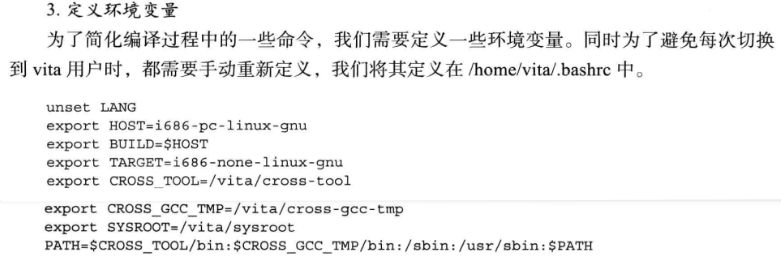 3. 定义环境变量
为了简化编译过程中的一些命令，我们需要定义一些环境变量。同时为了避免每次切换
到 vita 用户时，都需要手动重新定义，我们将其定义在 /home/vita/.bashrc 中。
unset LANG
export HOST=i686-pc-linux-gnu
export BUILD=$HOST
export TARGET=i686-none-linux-gnu
export CROSS_TOOL=/vita/cross-tool
export CROSS_GCC_TMP=/vita/cross-gcc-tmp
export SYSROOT=/vita/sysroot
PATH=$CROSS_TOOL/bin:$CROSS_GCC_TMP/bin:/sbin:/usr/sbin:$PATH